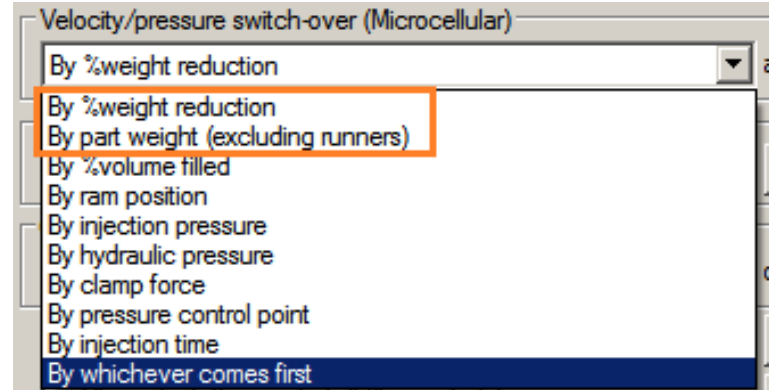 Velocity/pressure switch-over (Microcellular)
By %weight reduction
By %weight reduction
By part weight (excluding runners)
By %volume filled
By ram position
By injection pressure
By hydraulic pressure
By clamp force
By pressure control point
By injection time
By whichever comes first